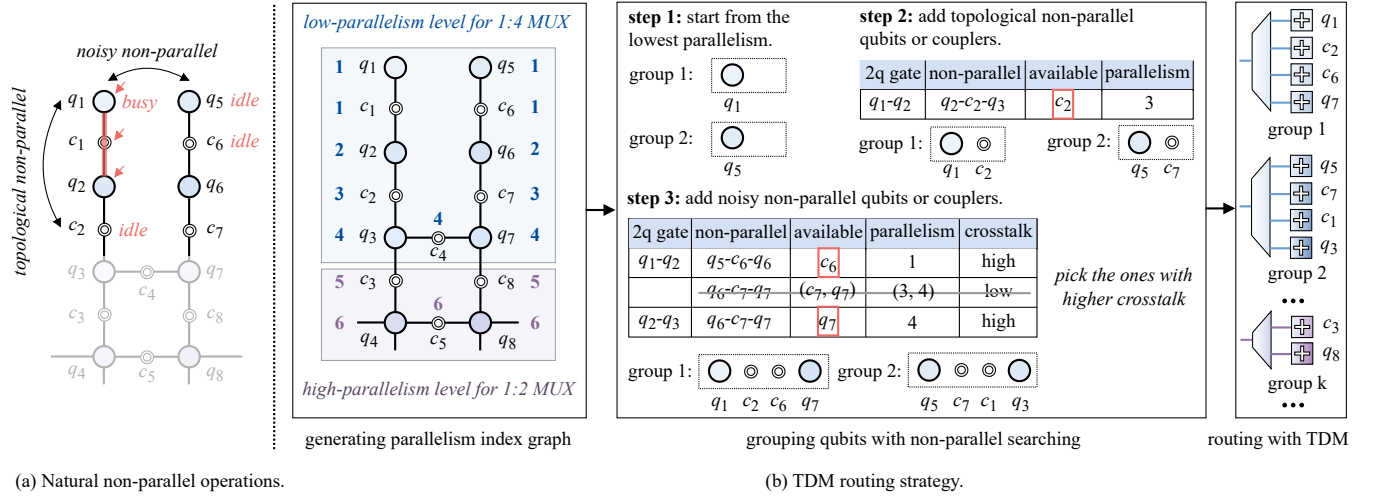 noisy non-parallel
topological non-parallel
q1 busy q5 idle
c1 c6 idle
q2 q6
c2 idle c7
q3 q7
c4
c3 c8
q4 c5 q8
(a) Natural non-parallel operations.
low-parallelism level for 1:4 MUX
1 q1 q5 1
1 c1 c6 1
2 q2 q6 2
3 c2 c7 3
4 q3 4 c4 q7 4
5 c3 c8 5
6 q4 6 c5 q8 6
high-parallelism level for 1:2 MUX
generating parallelism index graph
step 1: start from the
lowest parallelism.
group 1:
q1
group 2:
q5
step 2: add topological non-parallel
qubits or couplers.
2q gate non-parallel available parallelism
q1-q2 q2-c2-q3 c2 3
group 1: group 2:
q1 c2 q5 c7
step 3: add noisy non-parallel qubits or couplers.
2q gate non-parallel available parallelism crosstalk
q1-q2 q5-c6-q6 c6 1 high
q6-c7-q7 (c7, q7) (3, 4) low
q2-q3 q6-c7-q7 q7 4 high
pick the ones with
higher crosstalk
group 1: group 2:
q1 c2 c6 q7 q5 c7 c1 q3
grouping qubits with non-parallel searching
q1
c2
c6
q7
group 1
q5
c7
c1
q3
group 2
•••
c3
q8
group k
•••
routing with TDM
(b) TDM routing strategy.